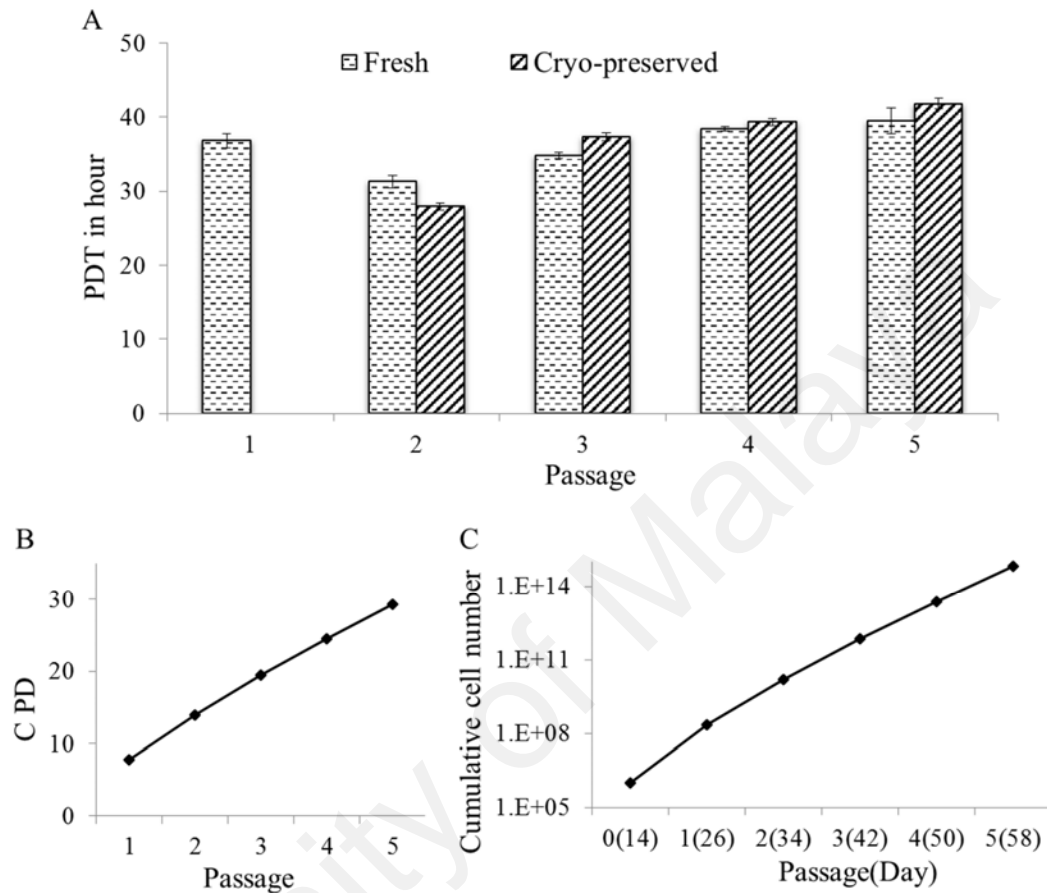 A
50
40
30
20
10
0
PDT in hour
Fresh
Cryo-preserved
1 2 3 4 5
Passage
B
30
20
10
0
C PD
1 2 3 4 5
Passage
C
1.E+14
1.E+11
1.E+08
1.E+05
Cumulative cell number
0(14) 1(26) 2(34) 3(42) 4(50) 5(58)
Passage(Day)
of Malaya